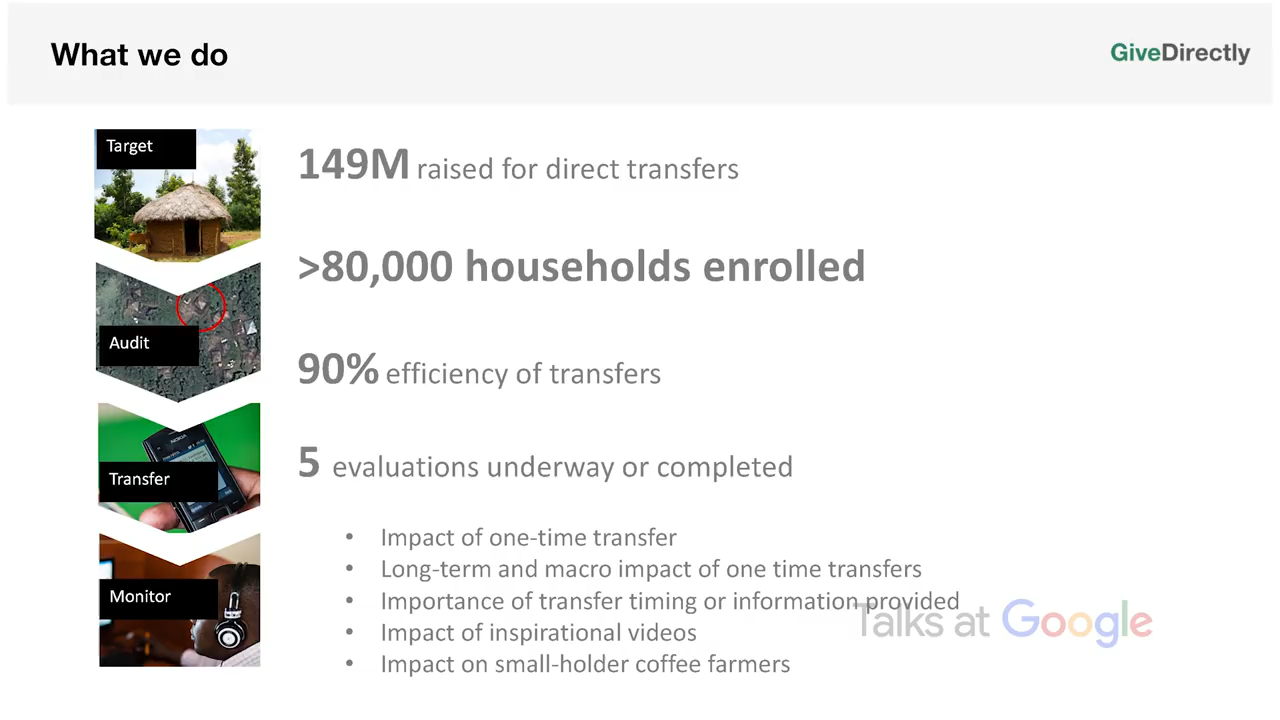 What we do
GiveDirectly
Target
149M raised for direct transfers
>80,000 households enrolled
Audit
90% efficiency of transfers
5 evaluations underway or completed
NOKIA
Transfer
• Impact of one-time transfer
• Long-term and macro impact of one time transfers
• Importance of transfer timing or information provided
• Impact of inspirational videos
• Impact on small-holder coffee farmers
Monitor
Talks at Google